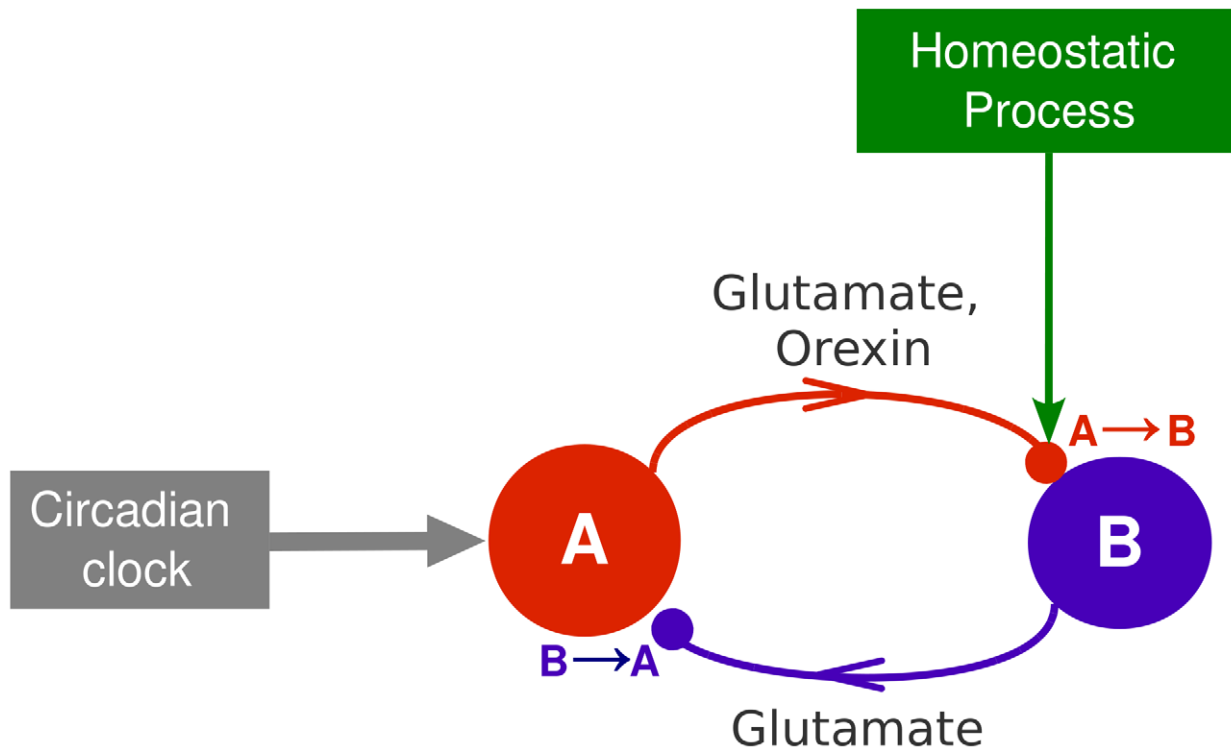 Homeostatic
Process
Glutamate,
Orexin
A→B
Circadian
clock
A
B
B→A
Glutamate